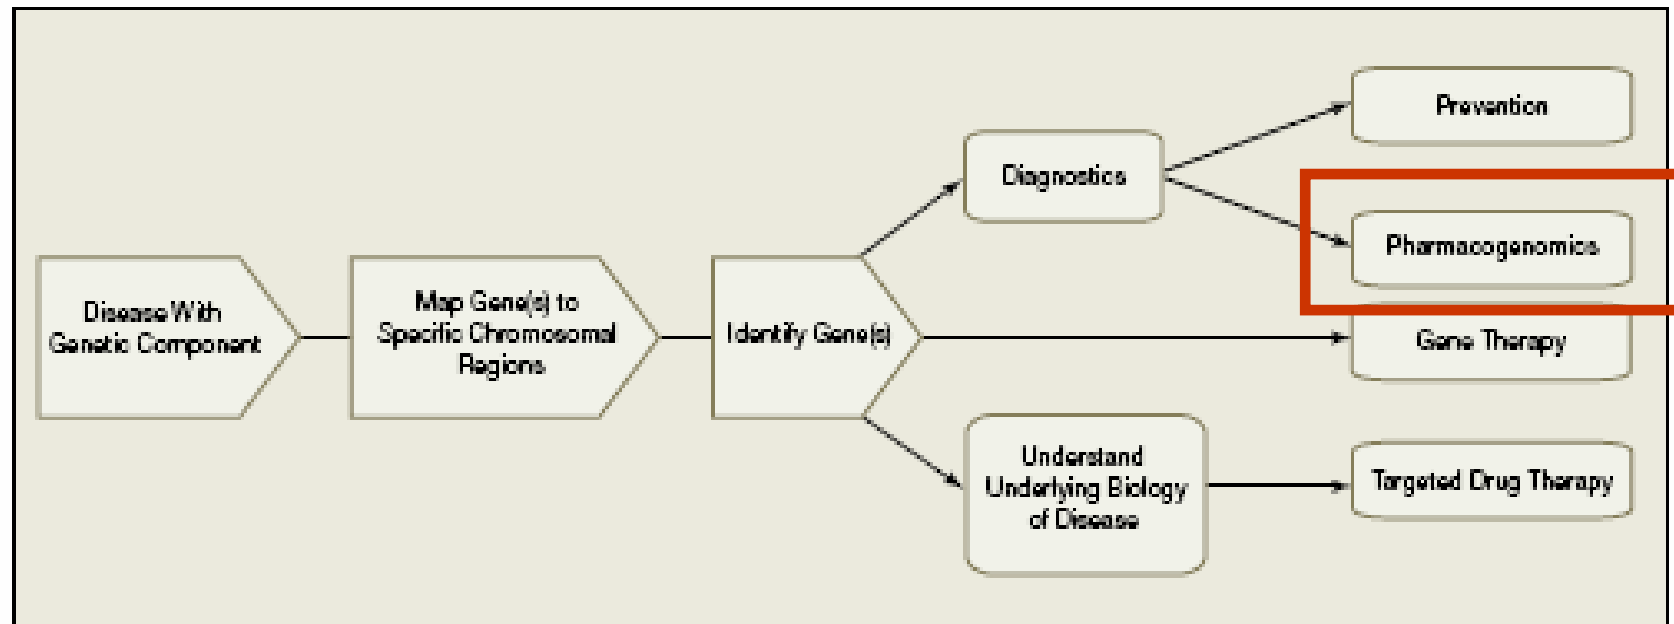 Disease With
Genetic Component
Map Gene(s) to
Specific Chromosomal
Regions
Identify Gene(s)
Diagnostics
Prevention
Pharmacogenomics
Gene Therapy
Understand
Underlying Biology
of Disease
Targeted Drug Therapy